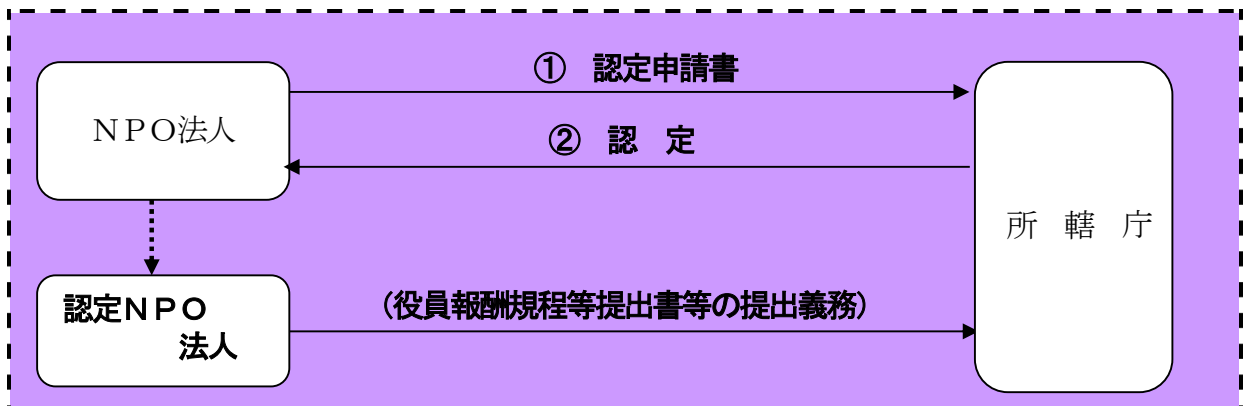 ① 認定申請書
NPO法人
② 認 定
所 轄 庁
認定NPO
法人
(役員報酬規程等提出書等の提出義務)